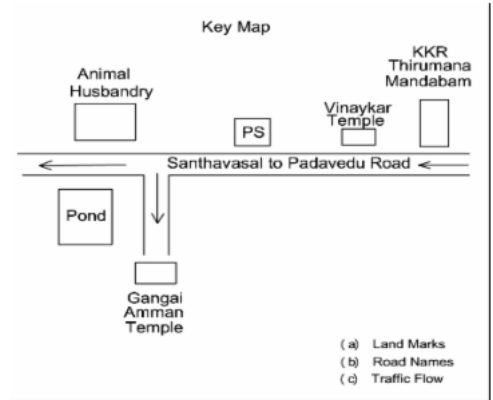 Key Map
KKR
Thirumana
Mandabam
Animal
Husbandry
Vinaykar
Temple
PS
Santhavasal to Padavedu Road
Pond
Gangai
Amman
Temple
(a) Land Marks
(b) Road Names
(c) Traffic Flow